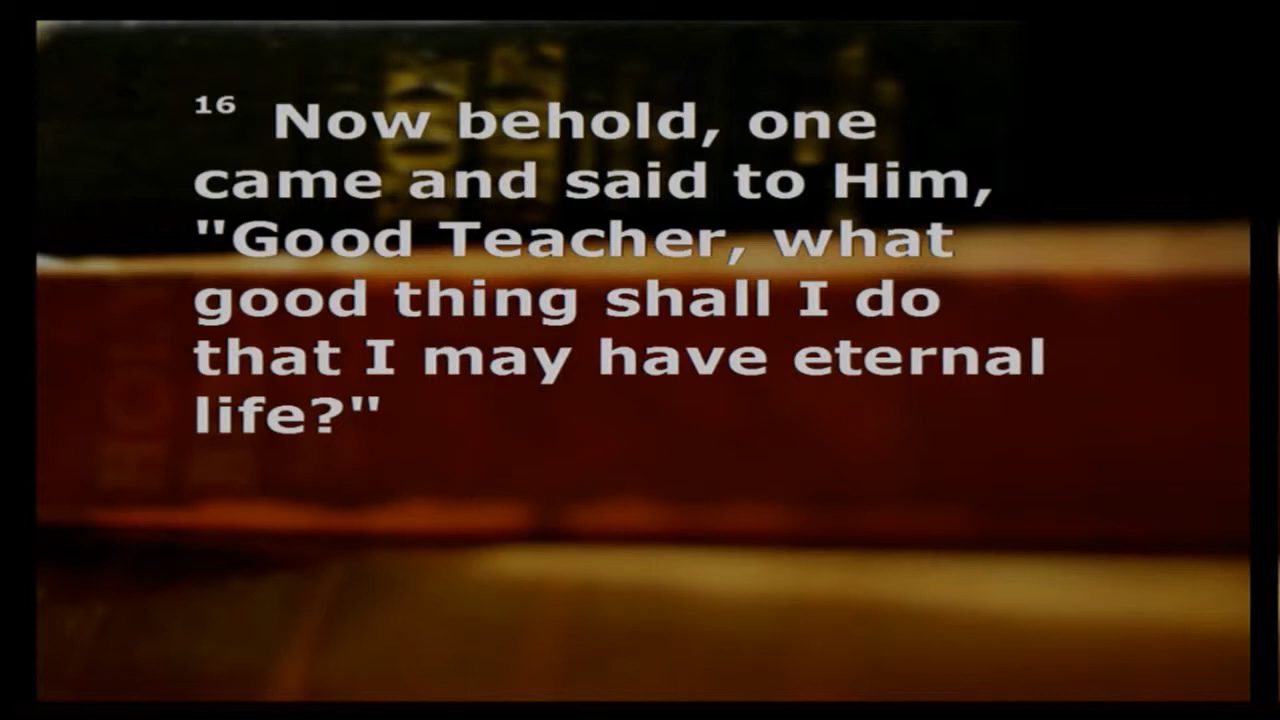 16 Now behold, one
came and said to Him,
"Good Teacher, what
good thing shall I do
that I may have eternal
life?"